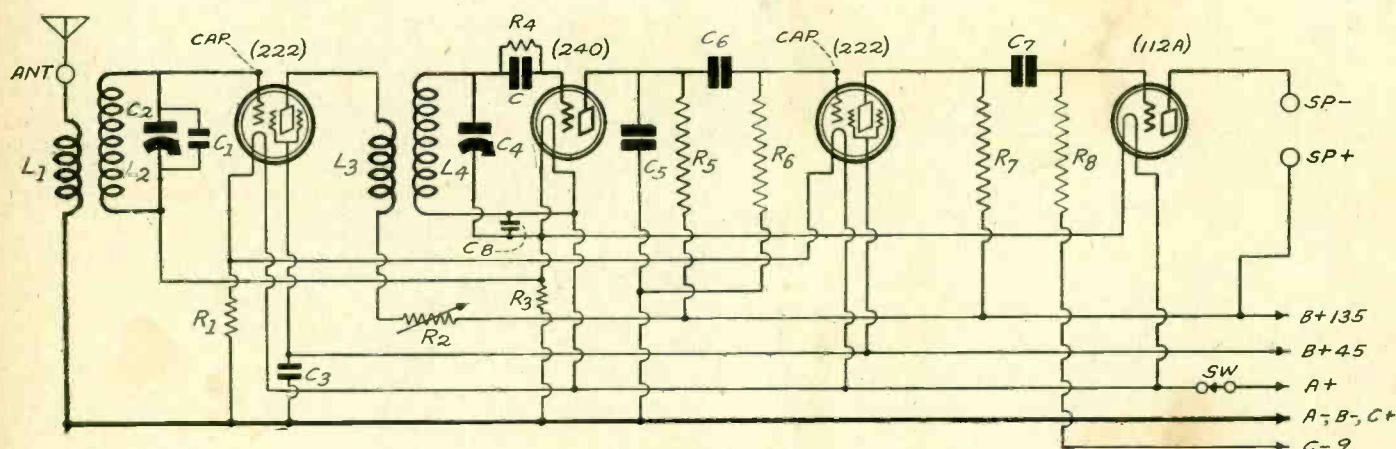 ANT
L1
L2
C2
C1
CAP.
(222)
R1
C3
L3
R2
L4
C4
R4
C
(240)
C8
R3
C5
R5
C6
R6
CAP.
(222)
R7
C7
R8
(112A)
SP-
SP+
B+135
B+45
SW
A+
A-, B-, C+
C-9